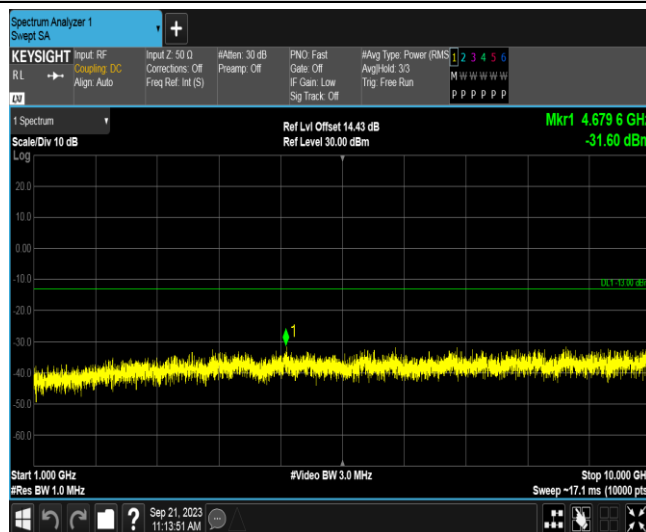 Spectrum Analyzer 1
Swept SA
+
KEYSIGHT
RL
LXI
Input: RF
Coupling: DC
Align: Auto
Input Z: 50 Ω
Corrections: Off
Freq Ref: Int (S)
#Atten: 30 dB
Preamp: Off
PNO: Fast
Gate: Off
IF Gain: Low
Sig Track: Off
#Avg Type: Power (RMS
Avg|Hold: 3/3
Trig: Free Run
1 2 3 4 5 6
M W W W W W
P P P P P P
1 Spectrum
Scale/Div 10 dB
Log
Ref Lvl Offset 14.43 dB
Ref Level 30.00 dBm
Mkr1 4.679 6 GHz
-31.60 dBm
20.0
10.0
0.00
-10.0
-20.0
-30.0
-40.0
-50.0
-60.0
DL1 -13.00 dBm
1
Start 1.000 GHz
#Res BW 1.0 MHz
#Video BW 3.0 MHz
Stop 10.000 GHz
Sweep ~17.1 ms (10000 pts
?
Sep 21, 2023
11:13:51 AM